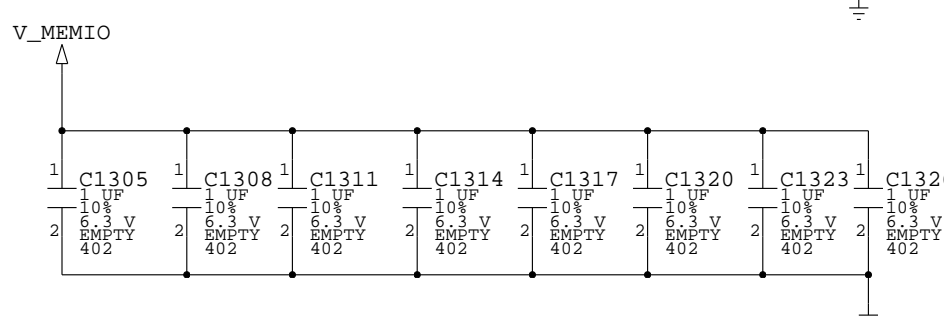 V_MEMIO
1
C1305
1 UF
10%
6.3 V
EMPTY
402
2
1
C1308
1 UF
10%
6.3 V
EMPTY
402
2
1
C1311
1 UF
10%
6.3 V
EMPTY
402
2
1
C1314
1 UF
10%
6.3 V
EMPTY
402
2
1
C1317
1 UF
10%
6.3 V
EMPTY
402
2
1
C1320
1 UF
10%
6.3 V
EMPTY
402
2
1
C1323
1 UF
10%
6.3 V
EMPTY
402
2
1
1 UF
10%
6.3 V
EMPTY
402
2